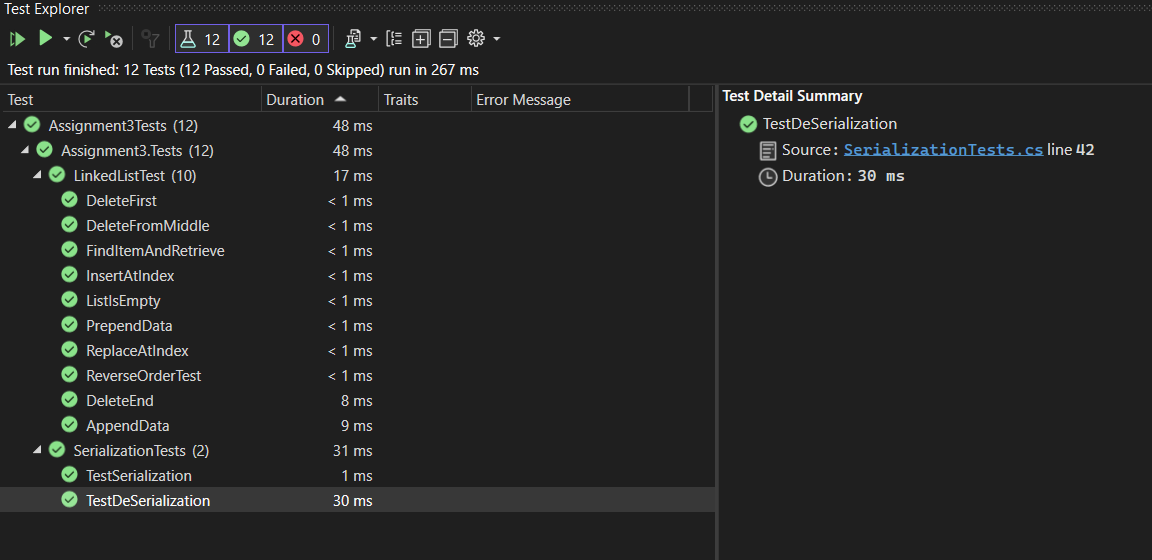 Test Explorer
12 12 0
Test run finished: 12 Tests (12 Passed, 0 Failed, 0 Skipped) run in 267 ms
Test Duration Traits Error Message
Assignment3Tests (12) 48 ms
Assignment3.Tests (12) 48 ms
LinkedListTest (10) 17 ms
DeleteFirst < 1 ms
DeleteFromMiddle < 1 ms
FindItemAndRetrieve < 1 ms
InsertAtIndex < 1 ms
ListIsEmpty < 1 ms
PrependData < 1 ms
ReplaceAtIndex < 1 ms
ReverseOrderTest < 1 ms
DeleteEnd 8 ms
AppendData 9 ms
SerializationTests (2) 31 ms
TestSerialization 1 ms
TestDeSerialization 30 ms
Test Detail Summary
TestDeSerialization
Source: SerializationTests.cs line 42
Duration: 30 ms